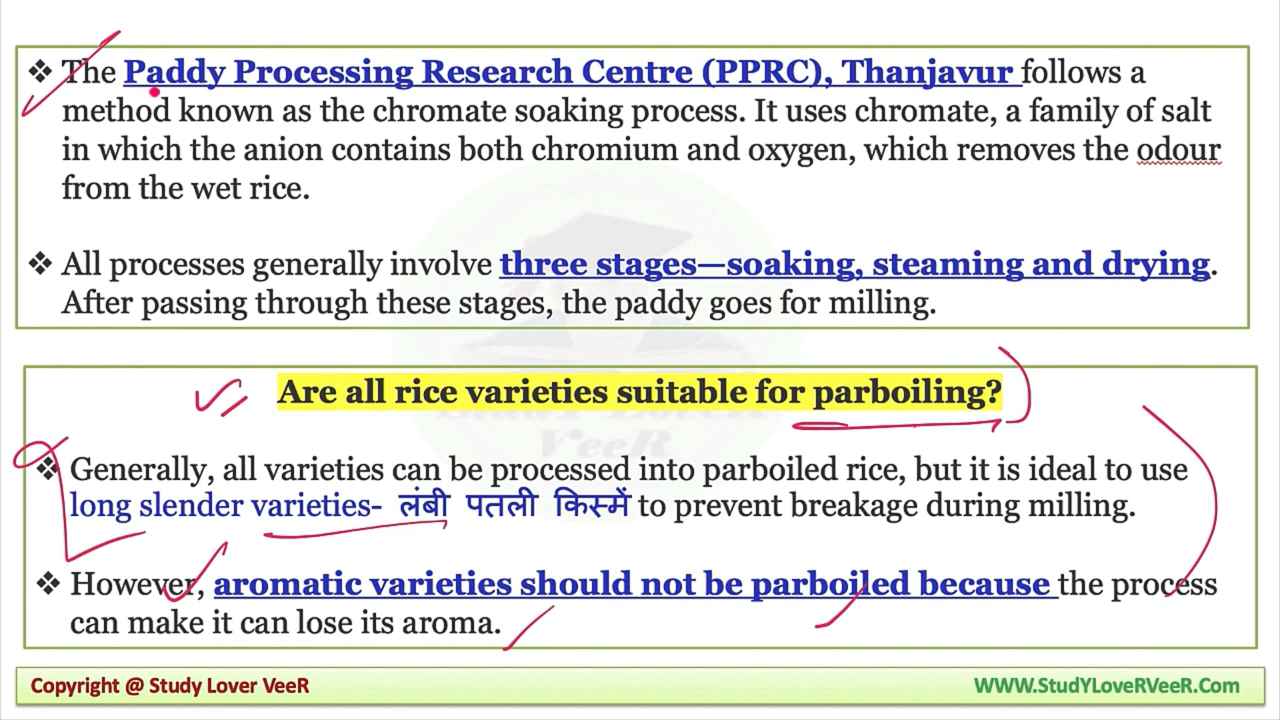 ❖ The Paddy Processing Research Centre (PPRC), Thanjavur follows a
method known as the chromate soaking process. It uses chromate, a family of salt
in which the anion contains both chromium and oxygen, which removes the odour
from the wet rice.
❖ All processes generally involve three stages—soaking, steaming and drying.
After passing through these stages, the paddy goes for milling.
Are all rice varieties suitable for parboiling?
❖ Generally, all varieties can be processed into parboiled rice, but it is ideal to use
long slender varieties- लंबी पतली किस्में to prevent breakage during milling.
❖ However, aromatic varieties should not be parboiled because the process
can make it can lose its aroma.
Study LoveR
VeeR
Copyright @ Study Lover VeeR
WWW.StudYLoveRVeeR.Com